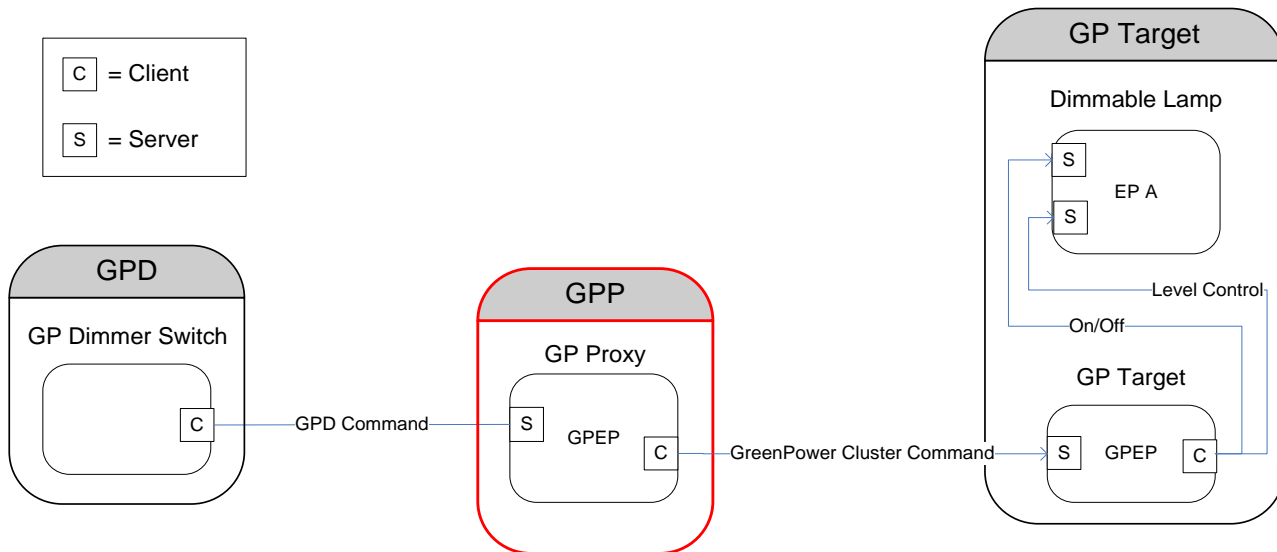 C = Client
S = Server
GPD
GP Dimmer Switch
C
GPD Command
GPP
GP Proxy
S
GPEP
C
GreenPower Cluster Command
GP Target
Dimmable Lamp
S
EP A
S
Level Control
On/Off
GP Target
S
GPEP
C